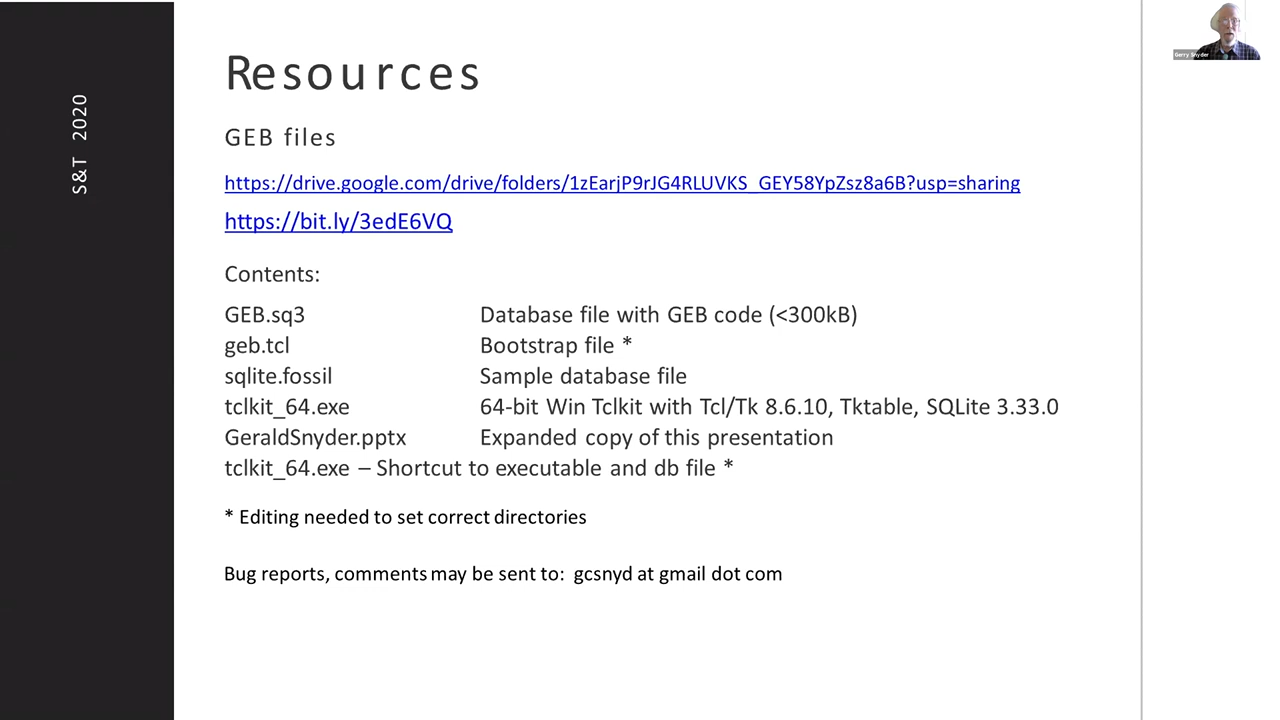 S&T 2020
Resources
GEB files
https://drive.google.com/drive/folders/1zEarjP9rJG4RLUVKS_GEY58YpZsz8a6B?usp=sharing
https://bit.ly/3edE6VQ
Contents:
GEB.sq3 Database file with GEB code (<300kB)
geb.tcl Bootstrap file *
sqlite.fossil Sample database file
tclkit_64.exe 64-bit Win Tclkit with Tcl/Tk 8.6.10, Tktable, SQLite 3.33.0
GeraldSnyder.pptx Expanded copy of this presentation
tclkit_64.exe – Shortcut to executable and db file *
* Editing needed to set correct directories
Bug reports, comments may be sent to: gcsnyd at gmail dot com
Gerry Snyder